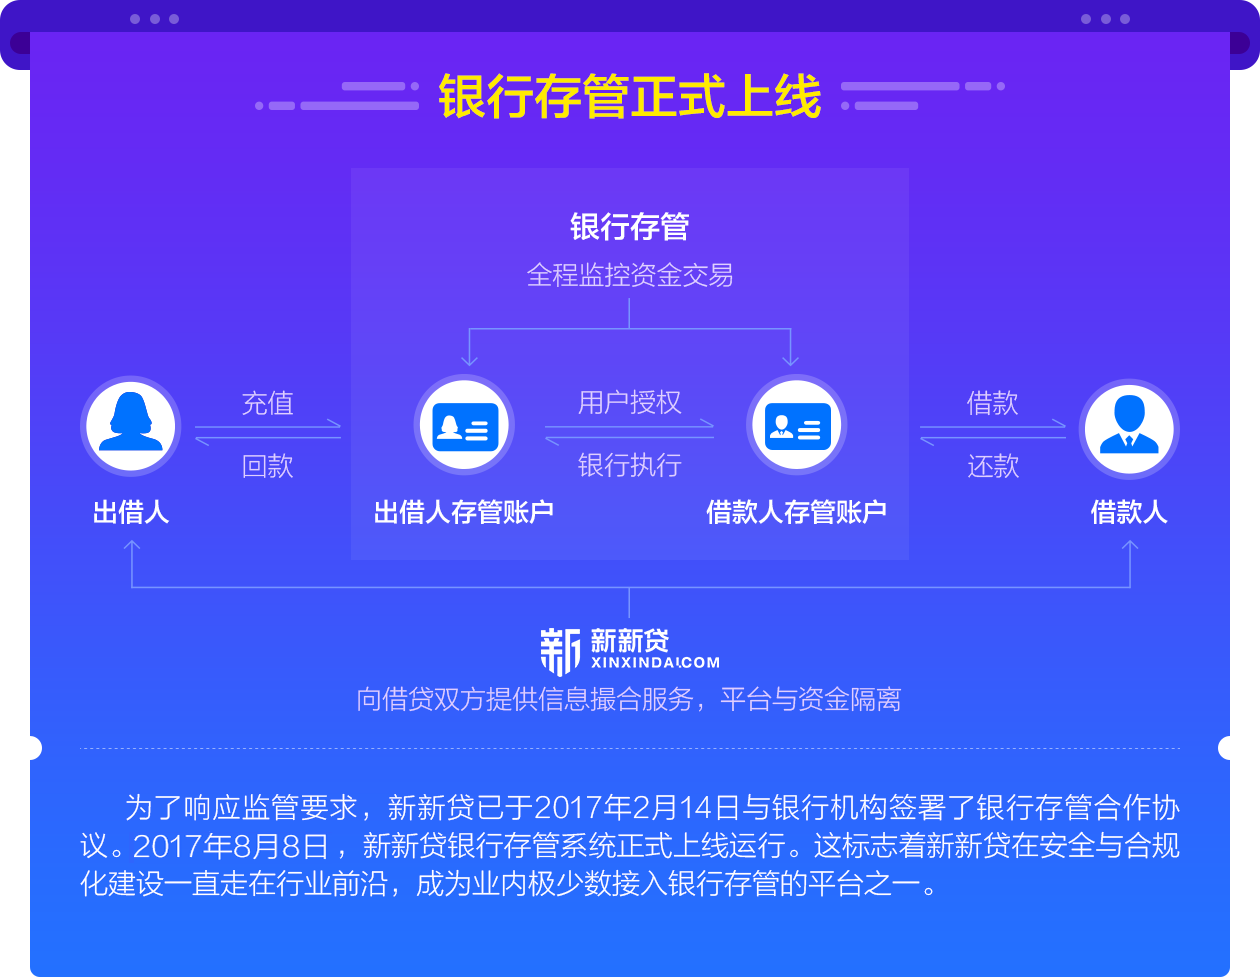 银行存管正式上线
银行存管
全程监控资金交易
充值
用户授权
借款
回款
银行执行
还款
出借人
出借人存管账户
借款人存管账户
借款人
新新贷
XINXINDAI.COM
向借贷双方提供信息撮合服务，平台与资金隔离
为了响应监管要求，新新贷已于2017年2月14日与银行机构签署了银行存管合作协
议。2017年8月8日，新新贷银行存管系统正式上线运行。这标志着新新贷在安全与合规
化建设一直走在行业前沿，成为业内极少数接入银行存管的平台之一。